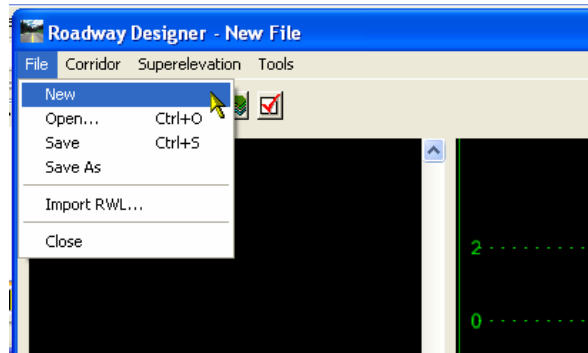 Roadway Designer - New File
File Corridor Superelevation Tools
New
Open... Ctrl+O
Save Ctrl+S
Save As
Import RWL...
Close
2
0